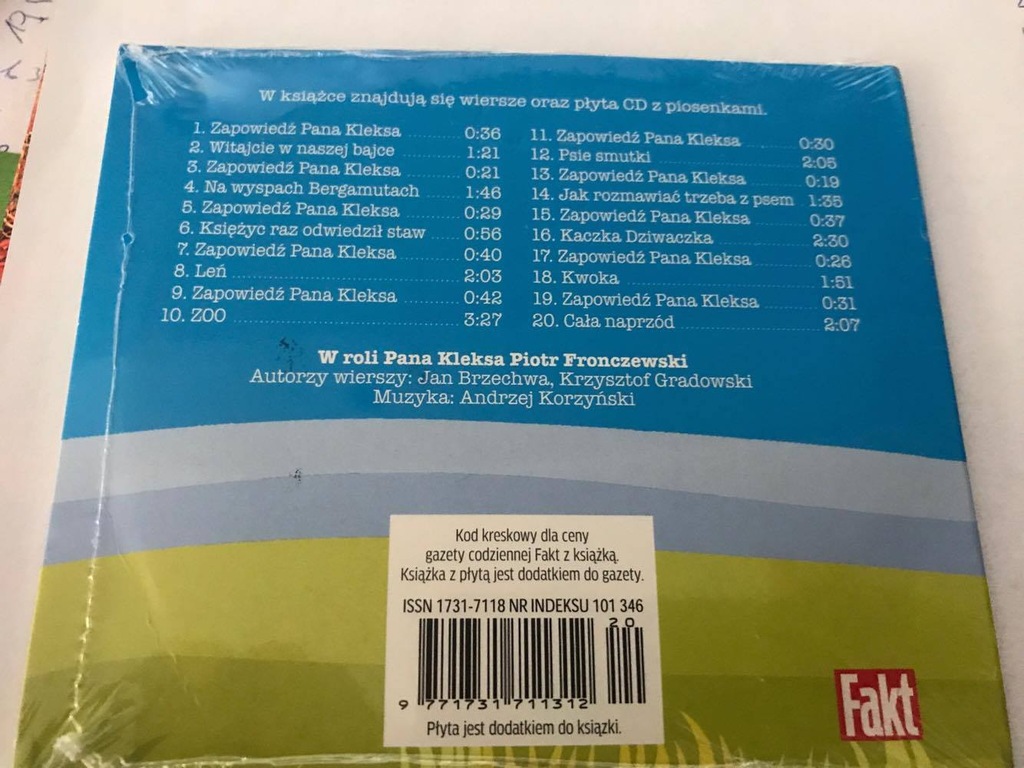 W książce znajdują się wiersze oraz płyta CD z piosenkami.
1. Zapowiedź Pana Kleksa 0:36
2. Witajcie w naszej bajce 1:21
3. Zapowiedź Pana Kleksa 0:21
4. Na wyspach Bergamutach 1:46
5. Zapowiedź Pana Kleksa 0:29
6. Księżyc raz odwiedził staw 0:56
7. Zapowiedź Pana Kleksa 0:40
8. Leń 2:03
9. Zapowiedź Pana Kleksa 0:42
10. ZOO 3:27
11. Zapowiedź Pana Kleksa 0:30
12. Psie smutki 2:05
13. Zapowiedź Pana Kleksa 0:19
14. Jak rozmawiać trzeba z psem 1:35
15. Zapowiedź Pana Kleksa 0:37
16. Kaczka Dziwaczka 2:30
17. Zapowiedź Pana Kleksa 0:26
18. Kwoka 1:51
19. Zapowiedź Pana Kleksa 0:31
20. Cała naprzód 2:07
W roli Pana Kleksa Piotr Fronczewski
Autorzy wierszy: Jan Brzechwa, Krzysztof Gradowski
Muzyka: Andrzej Korzyński
Kod kreskowy dla ceny
gazety codziennej Fakt z książką.
Książka z płytą jest dodatkiem do gazety.
ISSN 1731-7118 NR INDEKSU 101 346
20
9 771731 711312
Płyta jest dodatkiem do książki.
Fakt